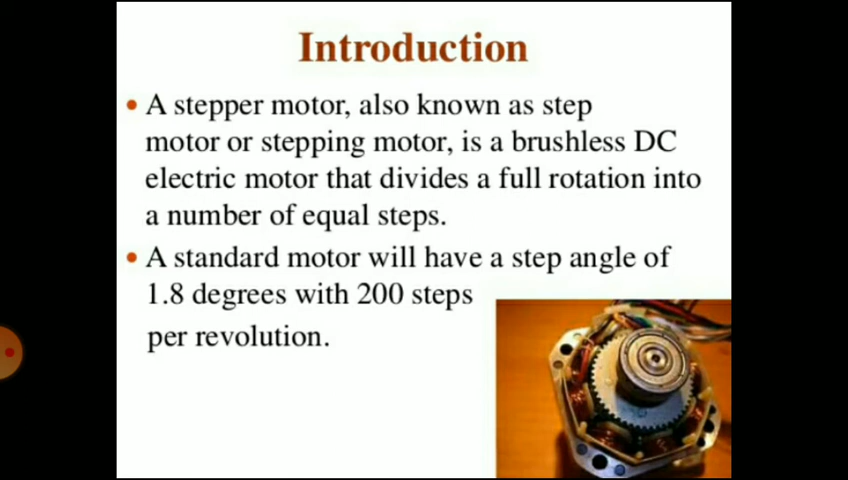 Introduction
• A stepper motor, also known as step
motor or stepping motor, is a brushless DC
electric motor that divides a full rotation into
a number of equal steps.
• A standard motor will have a step angle of
1.8 degrees with 200 steps
per revolution.